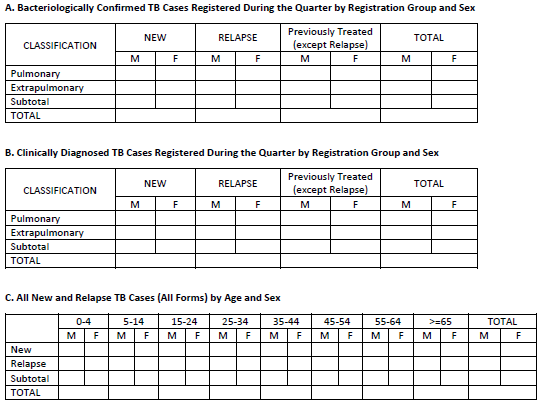 A. Bacteriologically Confirmed TB Cases Registered During the Quarter by Registration Group and Sex
CLASSIFICATION NEW RELAPSE Previously Treated (except Relapse) TOTAL
M F M F M F M F
Pulmonary
Extrapulmonary
Subtotal
TOTAL
B. Clinically Diagnosed TB Cases Registered During the Quarter by Registration Group and Sex
CLASSIFICATION NEW RELAPSE Previously Treated (except Relapse) TOTAL
M F M F M F M F
Pulmonary
Extrapulmonary
Subtotal
TOTAL
C. All New and Relapse TB Cases (All Forms) by Age and Sex
0-4 5-14 15-24 25-34 35-44 45-54 55-64 >=65 TOTAL
M F M F M F M F M F M F M F M F M F
New
Relapse
Subtotal
TOTAL